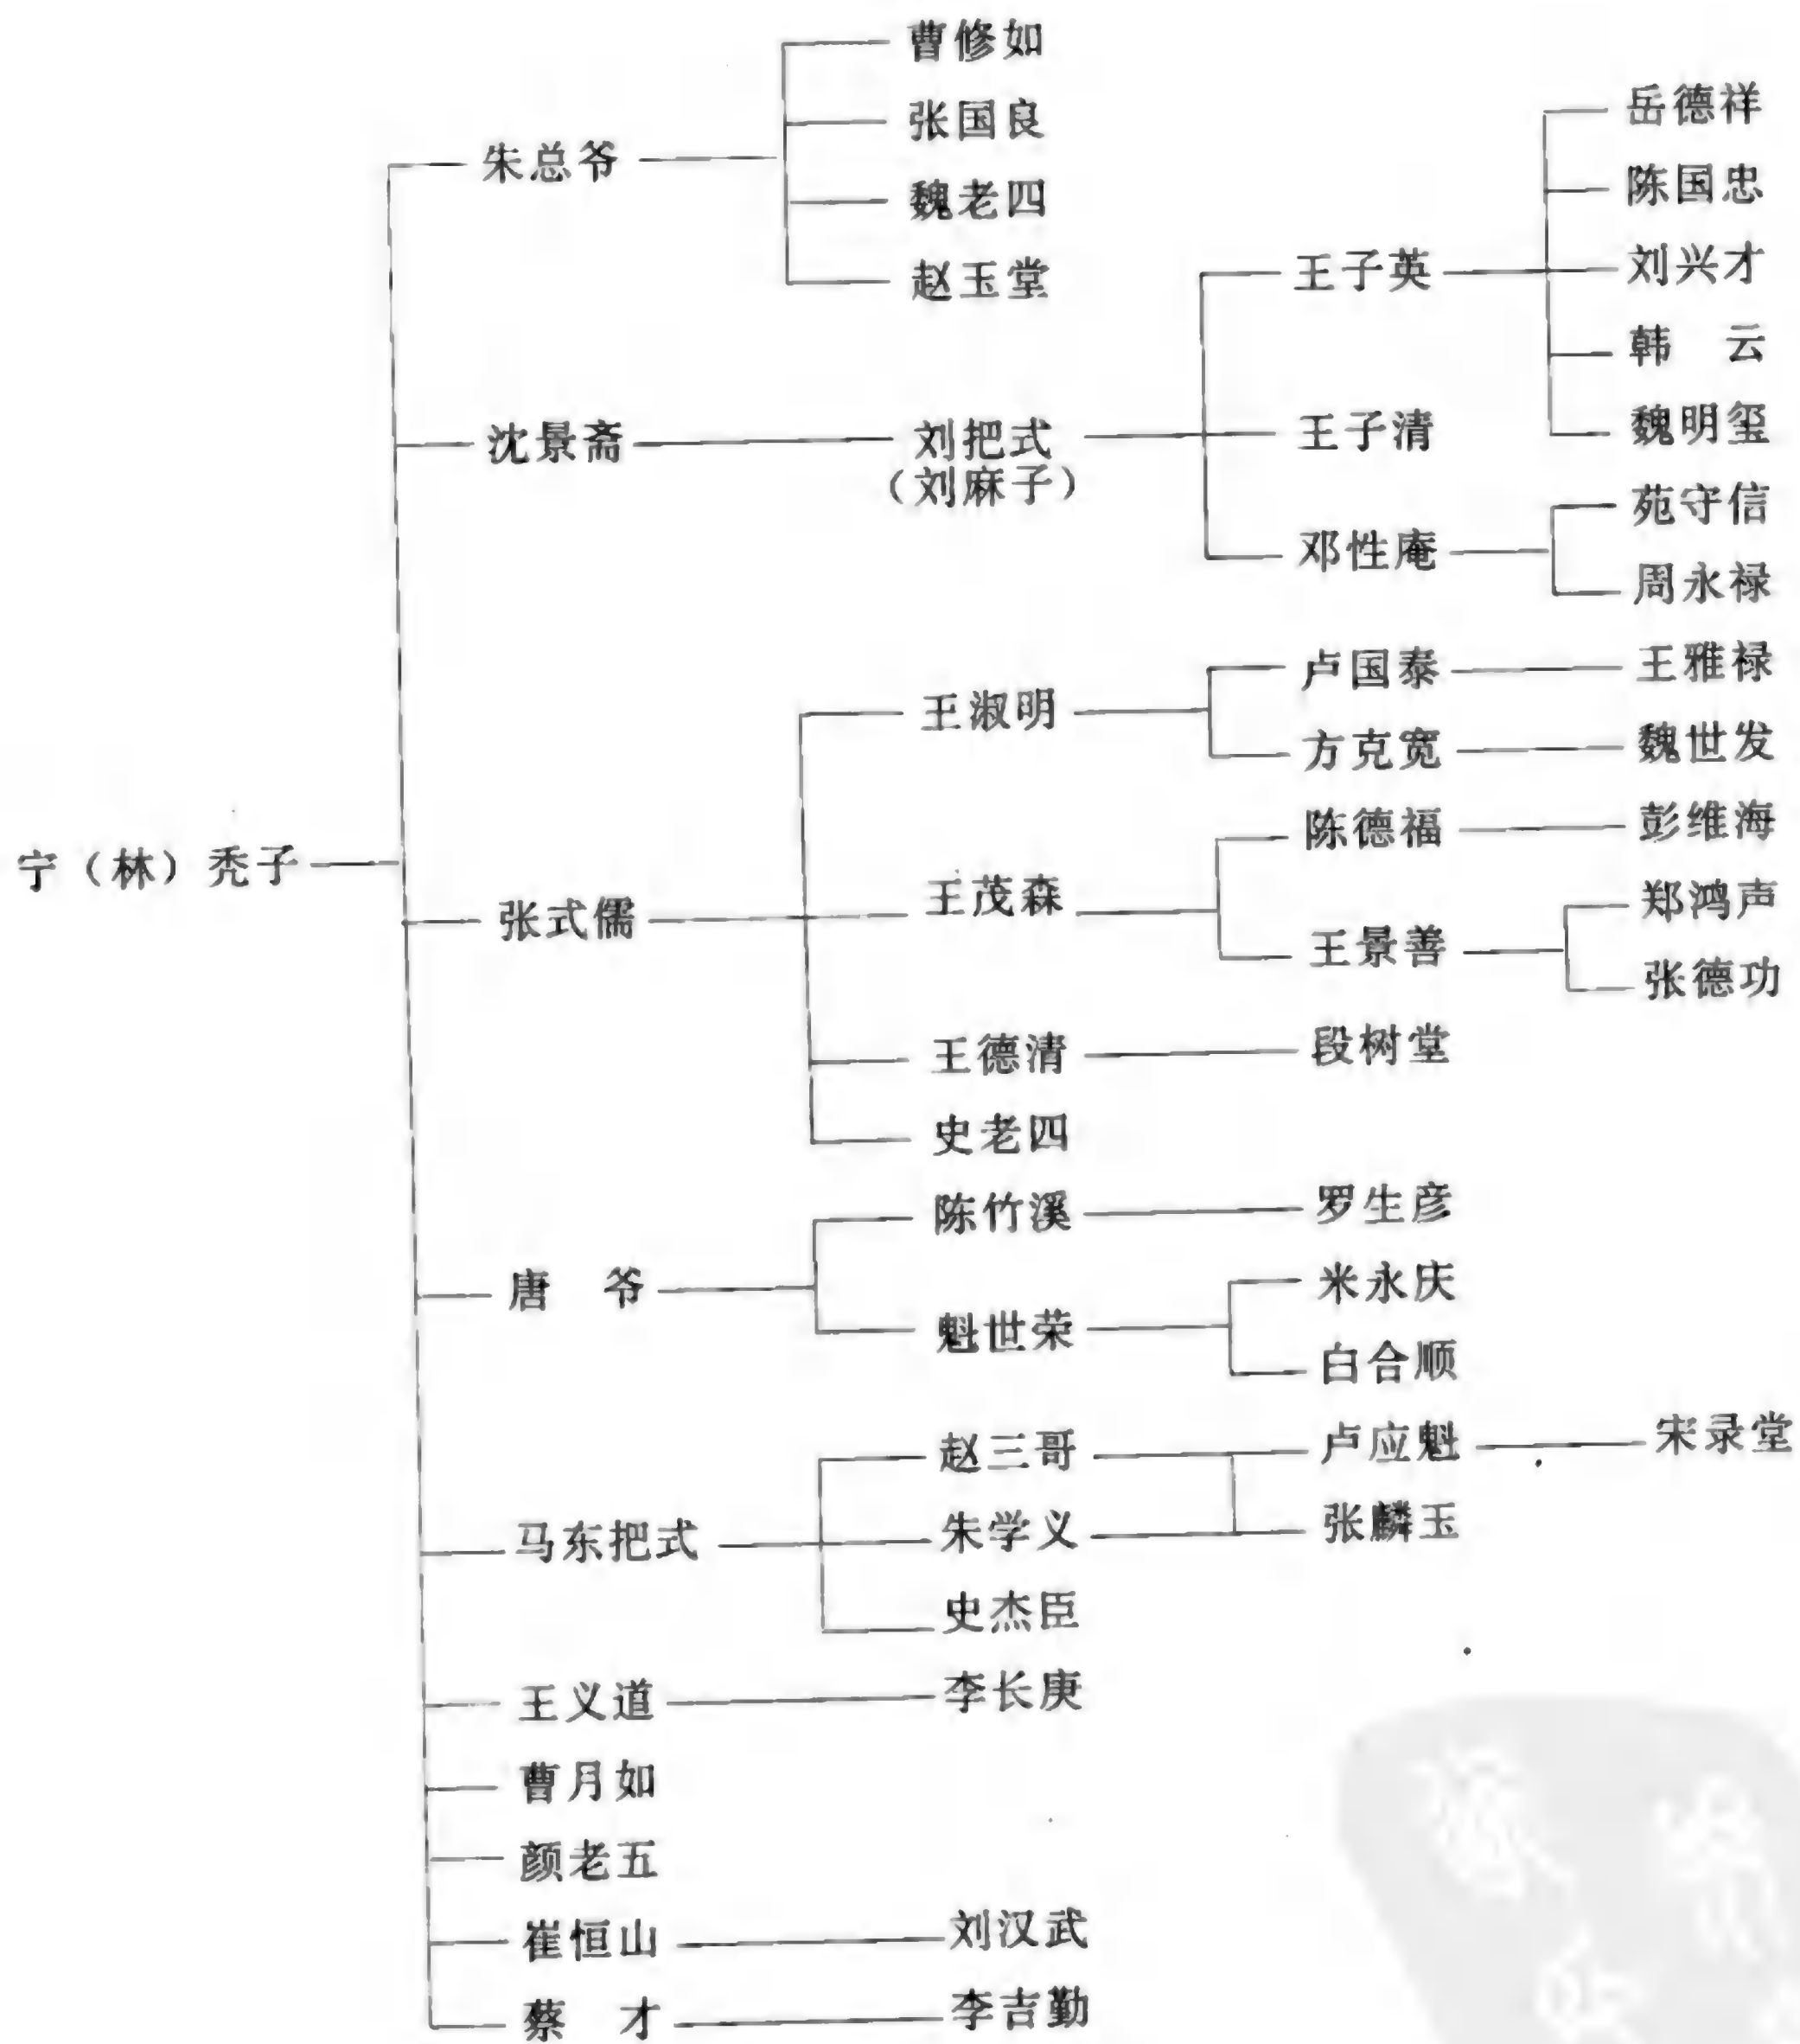 宁（林）秃子
朱总爷
曹修如
张国良
魏老四
赵玉堂
沈景斋
刘把式
（刘麻子）
王子英
岳德祥
陈国忠
刘兴才
韩　云
魏明玺
王子清
邓性庵
苑守信
周永禄
张式儒
王淑明
卢国泰
王雅禄
方克宽
魏世发
王茂森
陈德福
彭维海
王景善
郑鸿声
张德功
王德清
段树堂
史老四
唐　爷
陈竹溪
罗生彦
魁世荣
米永庆
白合顺
马东把式
赵三哥
卢应魁
宋录堂
朱学义
张麟玉
史杰臣
王义道
李长庚
曹月如
颜老五
崔恒山
刘汉武
蔡　才
李吉勤